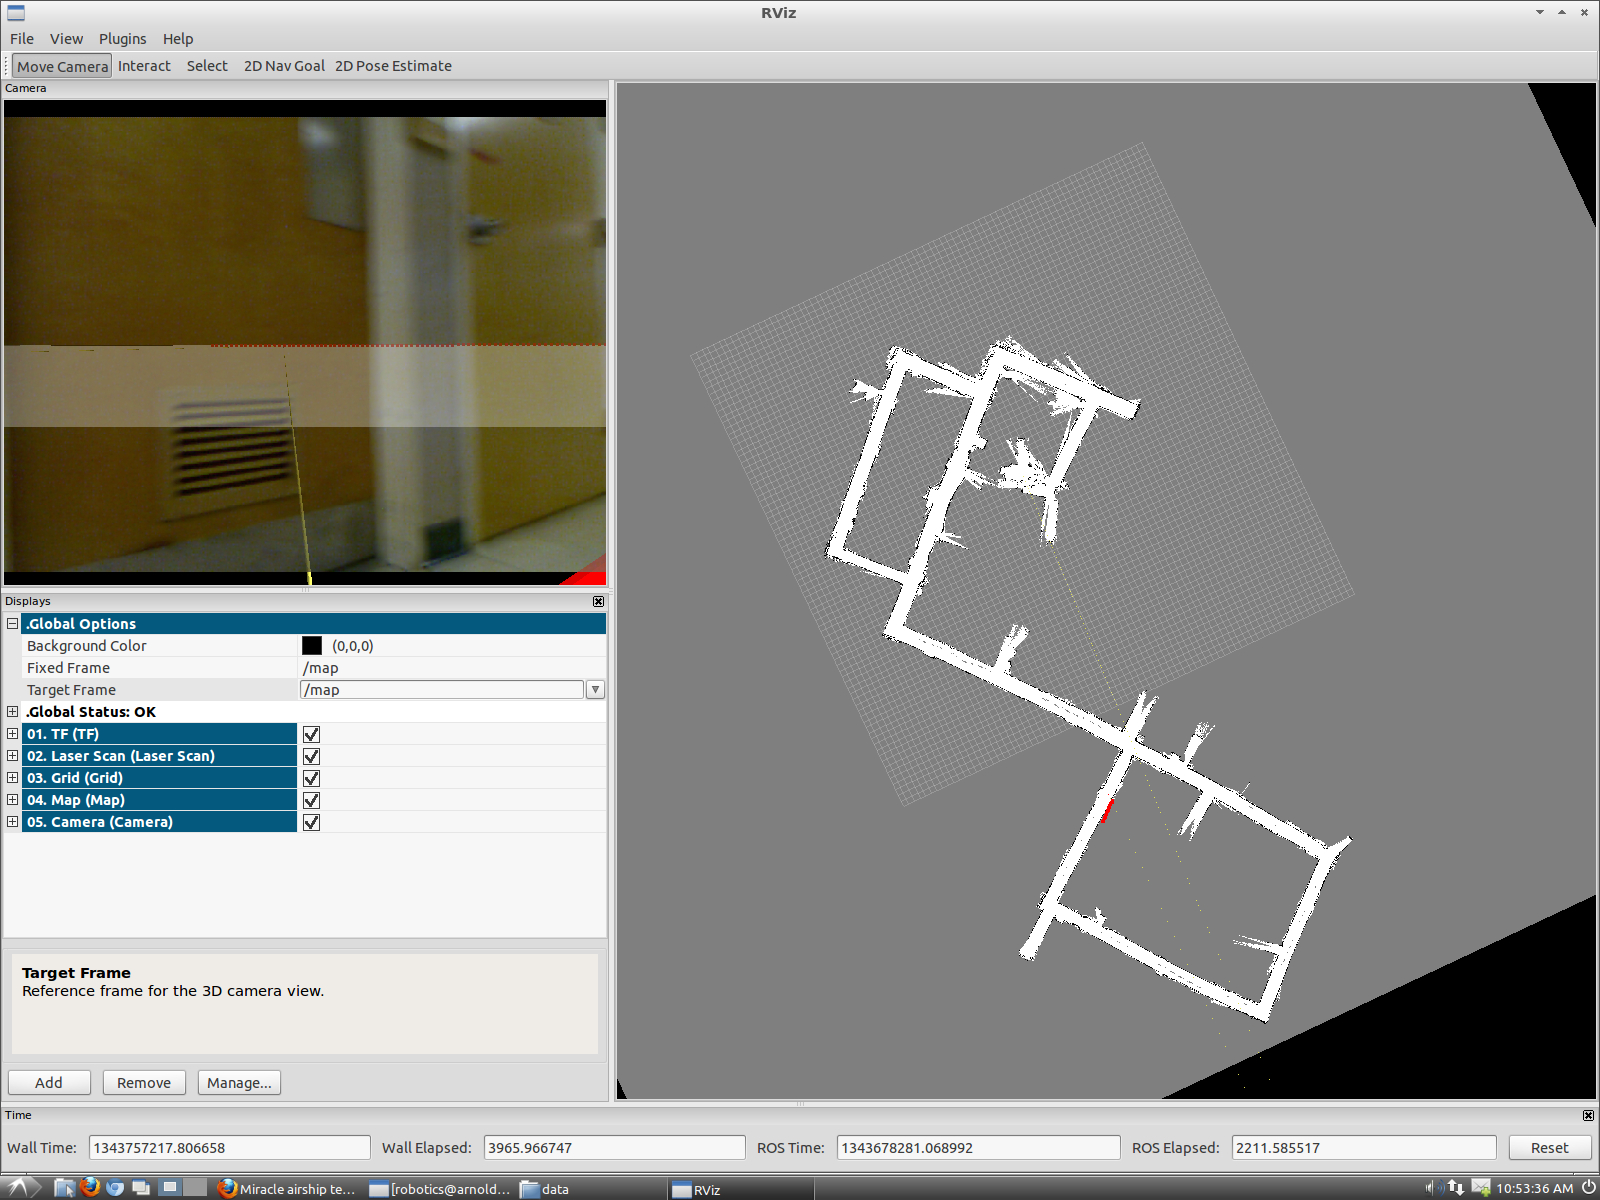 RViz
File View Plugins Help
Move Camera Interact Select 2D Nav Goal 2D Pose Estimate
Camera
Displays
.Global Options
Background Color (0,0,0)
Fixed Frame /map
Target Frame /map
.Global Status: OK
01. TF (TF)
02. Laser Scan (Laser Scan)
03. Grid (Grid)
04. Map (Map)
05. Camera (Camera)
Target Frame
Reference frame for the 3D camera view.
Add Remove Manage...
Time
Wall Time: 1343757217.806658 Wall Elapsed: 3965.966747 ROS Time: 1343678281.068992 ROS Elapsed: 2211.585517 Reset
Miracle airship te... [robotics@arnold... data RViz 10:53:36 AM